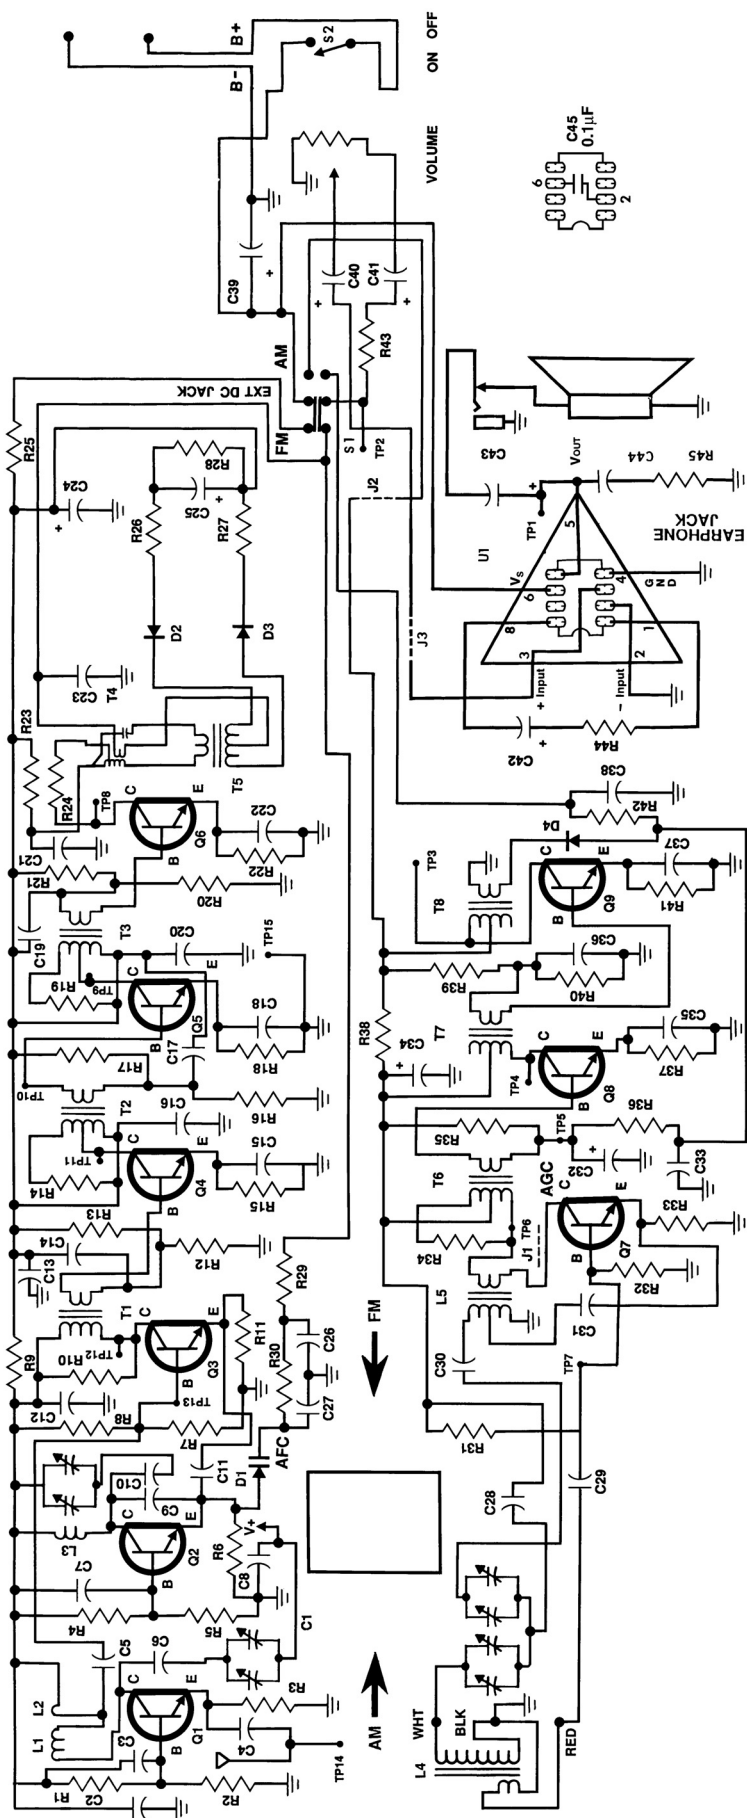 B+
B-
S2
ON OFF
VOLUME
C45
0.1µF
6
2
C39
+
C40
+
C41
+
R43
AM
FM
EXT DC JACK
S1
TP2
J2
J3
R25
C24
+
R28
C25
+
R26
R27
D2
D3
C23
T4
T5
R23
R24
TP8
C
B
E
Q6
C21
R21
R22
C22
R20
C19
T3
R19
TP9
C20
TP15
C
B
E
Q5
C17
C18
R18
TP10
R17
T2
R16
C16
R14
TP11
C
B
E
Q4
C15
R15
R13
C14
C13
R12
T1
R9
R10
TP12
C12
C
B
E
Q3
R11
R8
R7
TP13
R29
R30
C26
C27
AFC
D1
C11
C10
C9
L3
C
B
E
Q2
C7
R4
R5
R6
C8
V+
C1
C5
C6
L2
L1
C
B
E
Q1
C3
R1
C2
R2
R3
C4
TP14
FM
AM
C43
EARPHONE
JACK
U1
TP1
+
VOUT
C44
R45
5
VS
6
8
3
+ Input
2
- Input
1
4
GND
C42
+
R44
C38
R42
D4
TP3
T8
C
B
E
Q9
C37
R41
R39
C36
R40
R38
C34
+
T7
TP4
C
B
E
Q8
C35
R37
R35
R36
TP5
C32
+
C33
T6
AGC
R34
TP6
J1
C
B
E
Q7
R33
R32
L5
C31
C30
TP7
R31
C28
C29
WHT
BLK
L4
RED